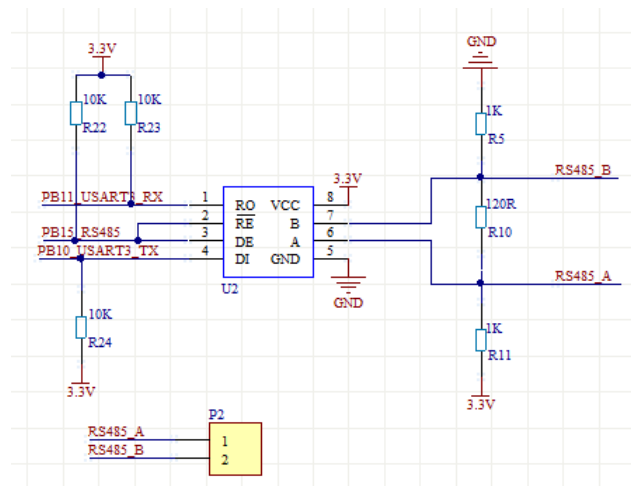 3.3V
GND
10K
10K
R22
R23
1K
R5
3.3V
RS485_B
PB11_USART3_RX
1
RO
VCC
8
2
RE
B
7
120R
PB15_RS485
3
DE
A
6
R10
PB10_USART3_TX
4
DI
GND
5
RS485_A
U2
GND
10K
R24
1K
R11
3.3V
3.3V
P2
RS485_A
1
RS485_B
2